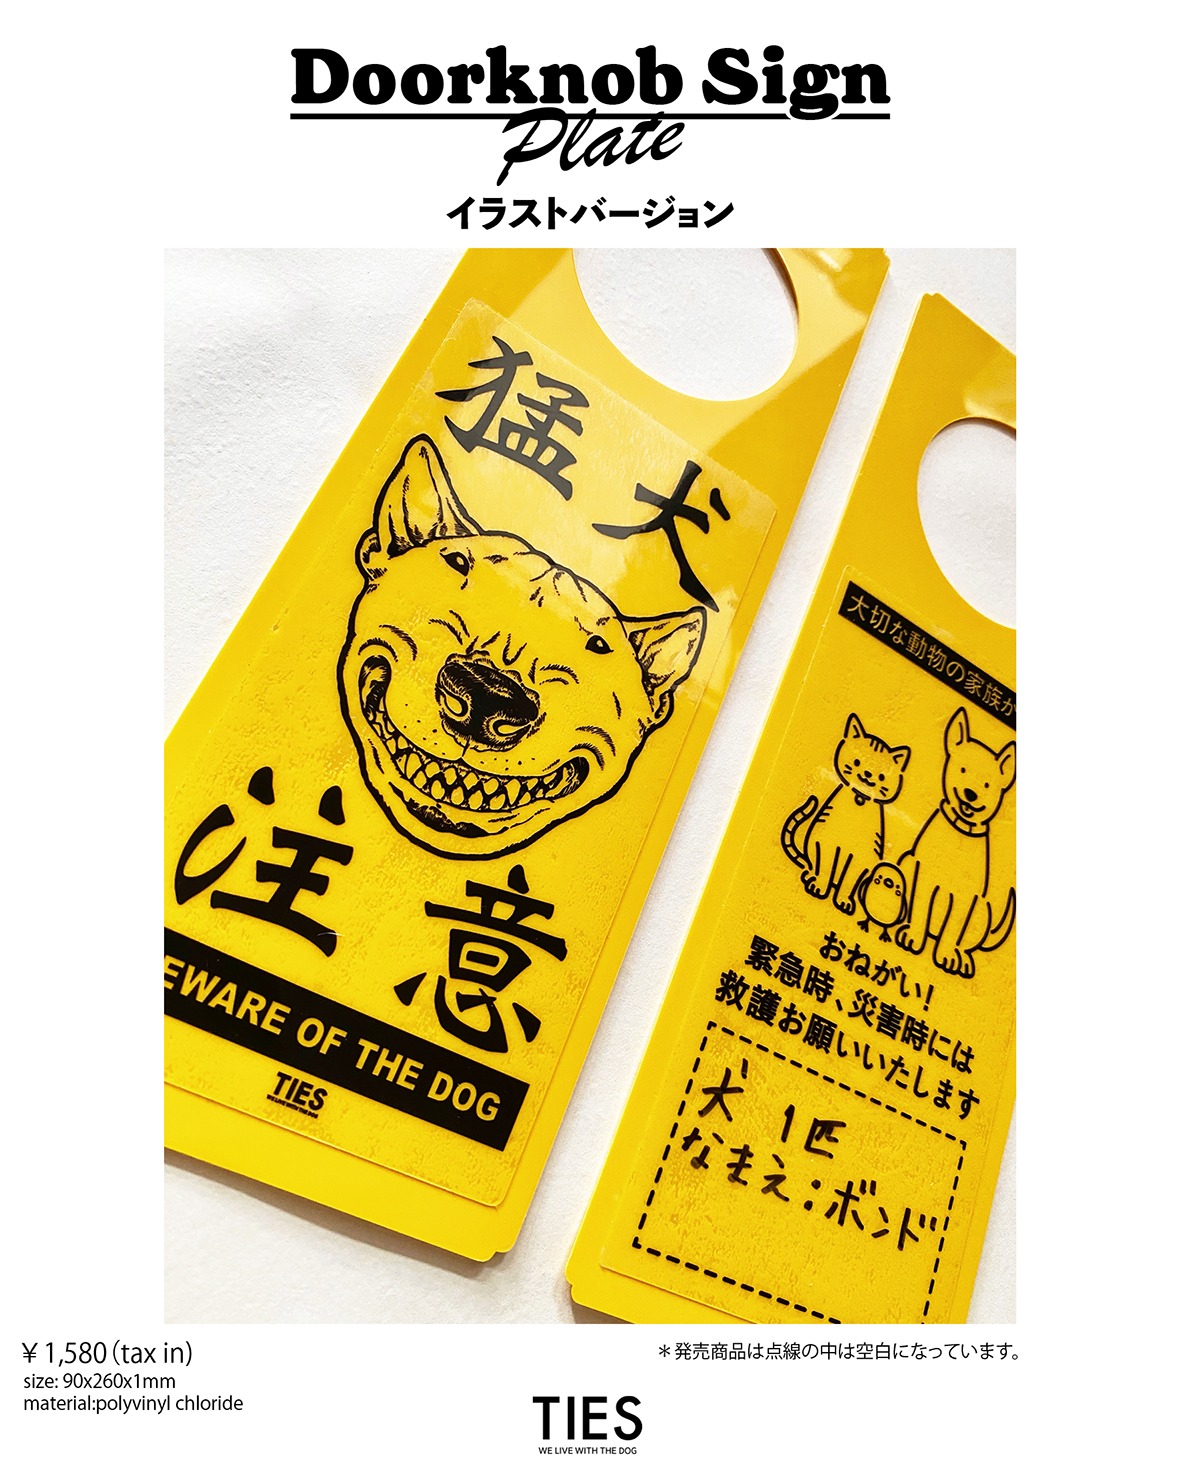 Doorknob Sign
Plate
イラストバージョン
猛犬
注意
EWARE OF THE DOG
TIES
WE LIVE WITH THE DOG
大切な動物の家族が
おねがい!
緊急時、災害時には
救護お願いいたします
犬 1匹
なまえ:ボンド
¥1,580(tax in)
size: 90x260x1mm
material:polyvinyl chloride
*発売商品は点線の中は空白になっています。
TIES
WE LIVE WITH THE DOG